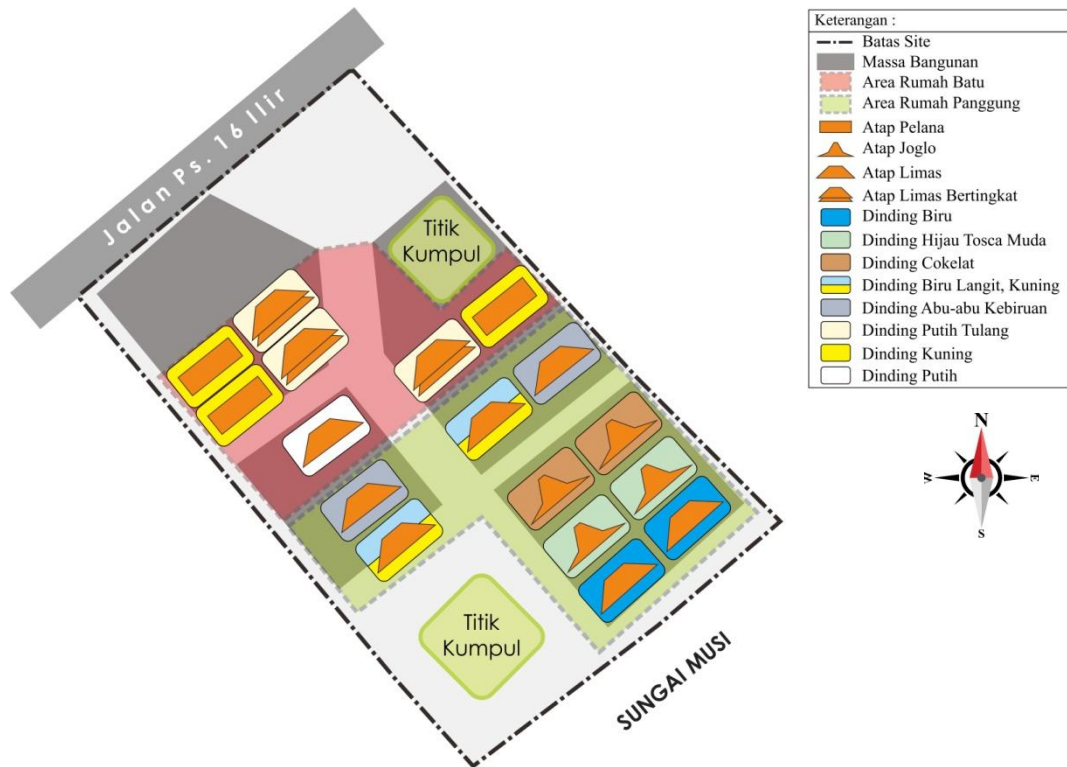 Jalan Ps. 16 Ilir
Titik
Kumpul
Titik
Kumpul
SUNGAI MUSI
Keterangan :
Batas Site
Massa Bangunan
Area Rumah Batu
Area Rumah Panggung
Atap Pelana
Atap Joglo
Atap Limas
Atap Limas Bertingkat
Dinding Biru
Dinding Hijau Tosca Muda
Dinding Cokelat
Dinding Biru Langit, Kuning
Dinding Abu-abu Kebiruan
Dinding Putih Tulang
Dinding Kuning
Dinding Putih
N
W
E
S